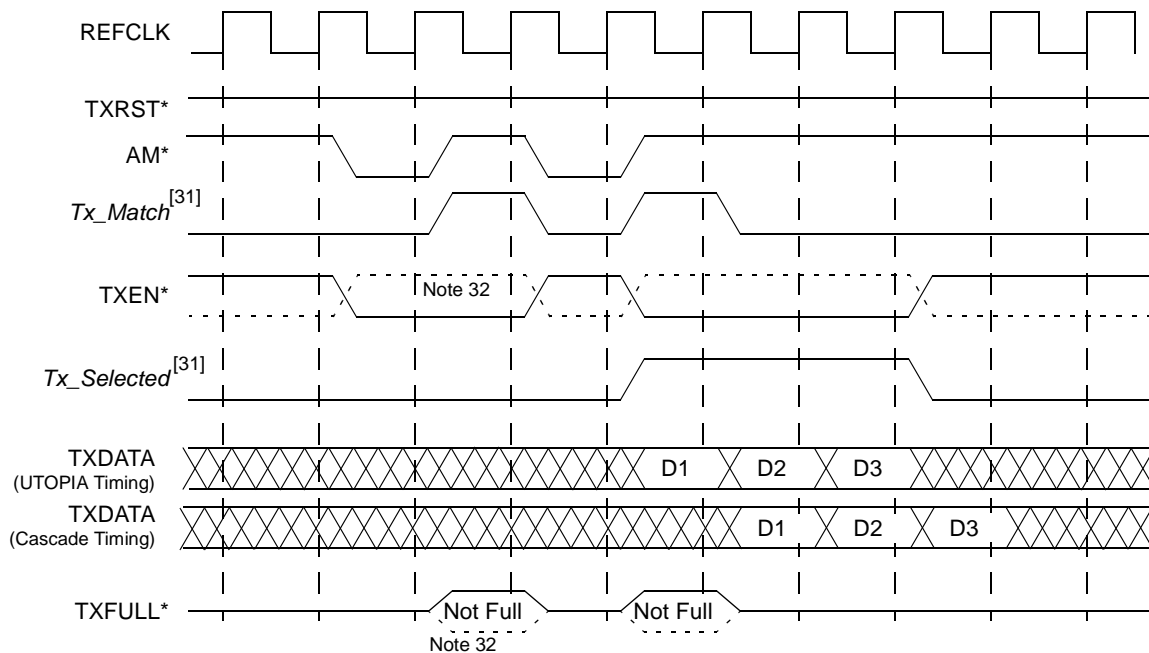 REFCLK
TXRST*
AM*
Tx_Match[31]
TXEN*
Note 32
Tx_Selected[31]
TXDATA
(UTOPIA Timing)
D1 D2 D3
TXDATA
(Cascade Timing)
D1 D2 D3
TXFULL*
Not Full Not Full
Note 32